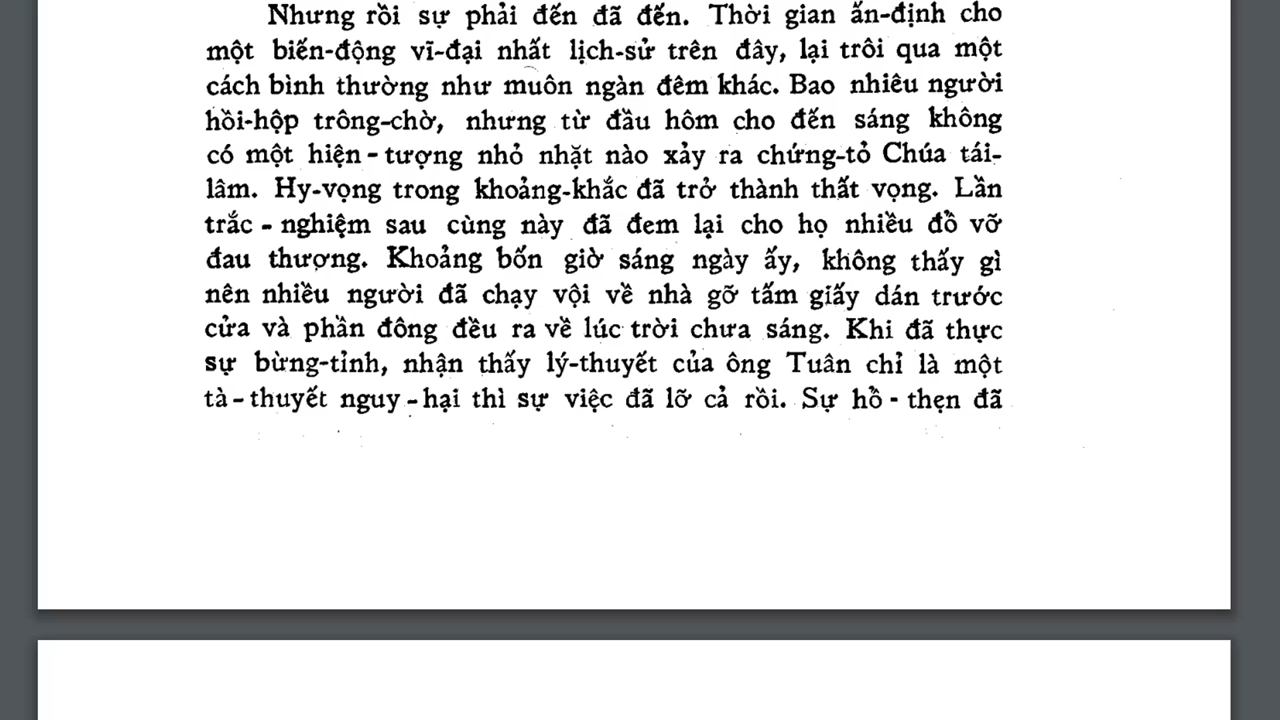 Nhưng rồi sự phải đến đã đến. Thời gian ấn-định cho
một biến-động vĩ-đại nhất lịch-sử trên đây, lại trôi qua một
cách bình thường như muôn ngàn đêm khác. Bao nhiêu người
hồi-hộp trông-chờ, nhưng từ đầu hôm cho đến sáng không
có một hiện - tượng nhỏ nhặt nào xảy ra chứng-tỏ Chúa tái-
lâm. Hy-vọng trong khoảng-khắc đã trở thành thất vọng. Lần
trắc - nghiệm sau cùng này đã đem lại cho họ nhiều đổ vỡ
đau thượng. Khoảng bốn giờ sáng ngày ấy, không thấy gì
nên nhiều người đã chạy vội về nhà gỡ tấm giấy dán trước
cửa và phần đông đều ra về lúc trời chưa sáng. Khi đã thực
sự bừng-tỉnh, nhận thấy lý-thuyết của ông Tuân chỉ là một
tà - thuyết nguy - hại thì sự việc đã lỡ cả rồi. Sự hổ - thẹn đã